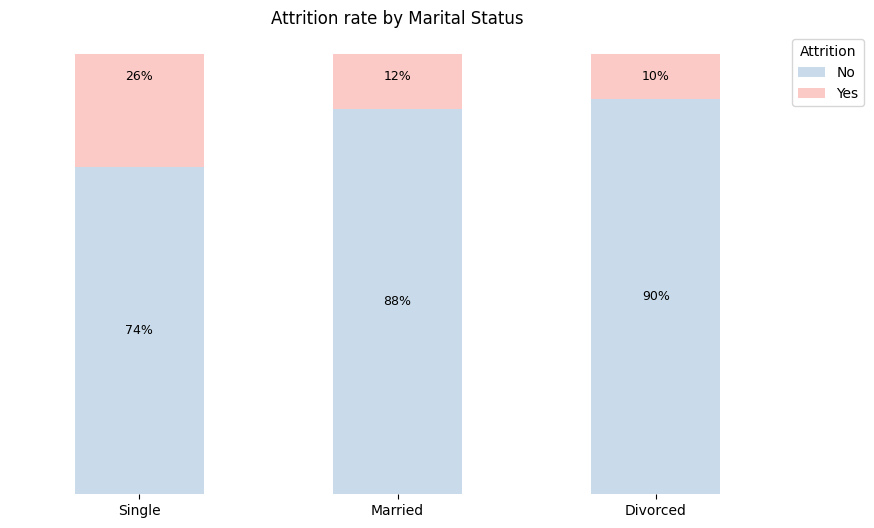 Attrition rate by Marital Status
Attrition
No
Yes
26%
12%
10%
74%
88%
90%
Single
Married
Divorced